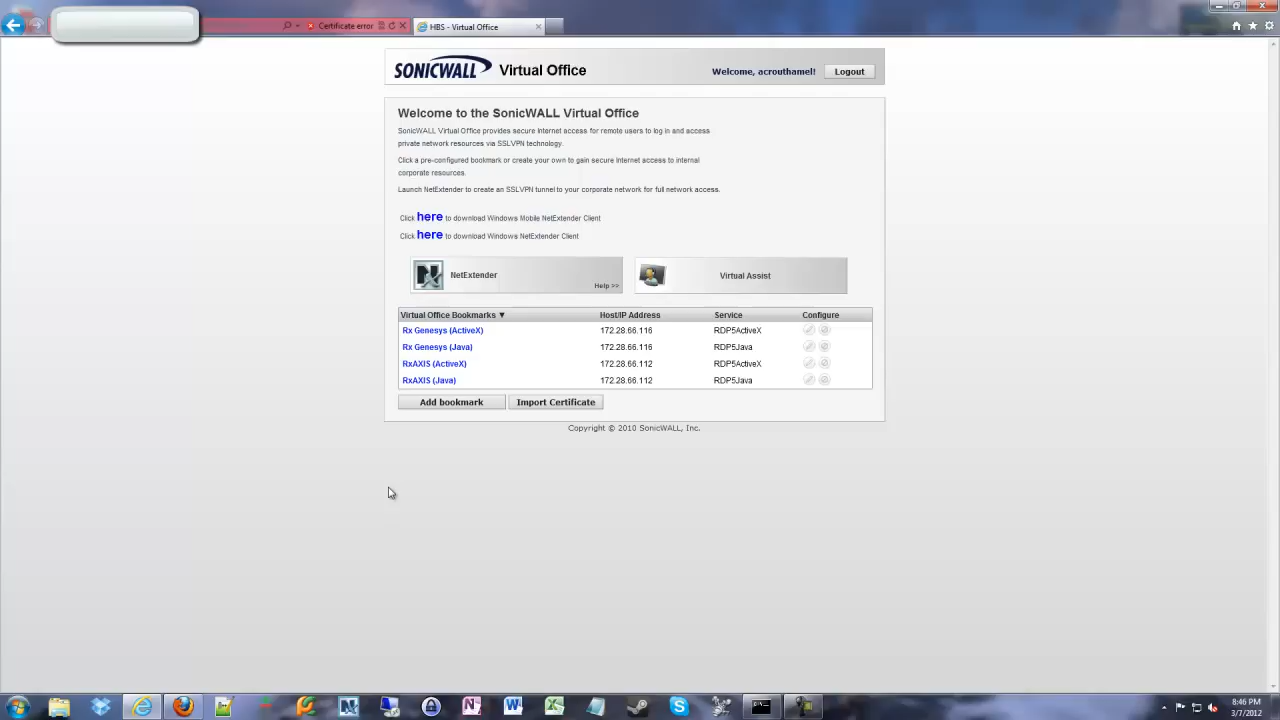 Certificate error
HBS - Virtual Office
SONICWALL Virtual Office
Welcome, acrouthamel!
Logout
Welcome to the SonicWALL Virtual Office
SonicWALL Virtual Office provides secure Internet access for remote users to log in and access
private network resources via SSLVPN technology.
Click a pre-configured bookmark or create your own to gain secure Internet access to internal
corporate resources.
Launch NetExtender to create an SSLVPN tunnel to your corporate network for full network access.
Click here to download Windows Mobile NetExtender Client
Click here to download Windows NetExtender Client
NetExtender
Help >>
Virtual Assist
Virtual Office Bookmarks ▼ Host/IP Address Service Configure
Rx Genesys (ActiveX) 172.28.66.116 RDP5ActiveX
Rx Genesys (Java) 172.28.66.116 RDP5Java
RxAXIS (ActiveX) 172.28.66.112 RDP5ActiveX
RxAXIS (Java) 172.28.66.112 RDP5Java
Add bookmark Import Certificate
Copyright © 2010 SonicWALL, Inc.
8:46 PM
3/7/2012